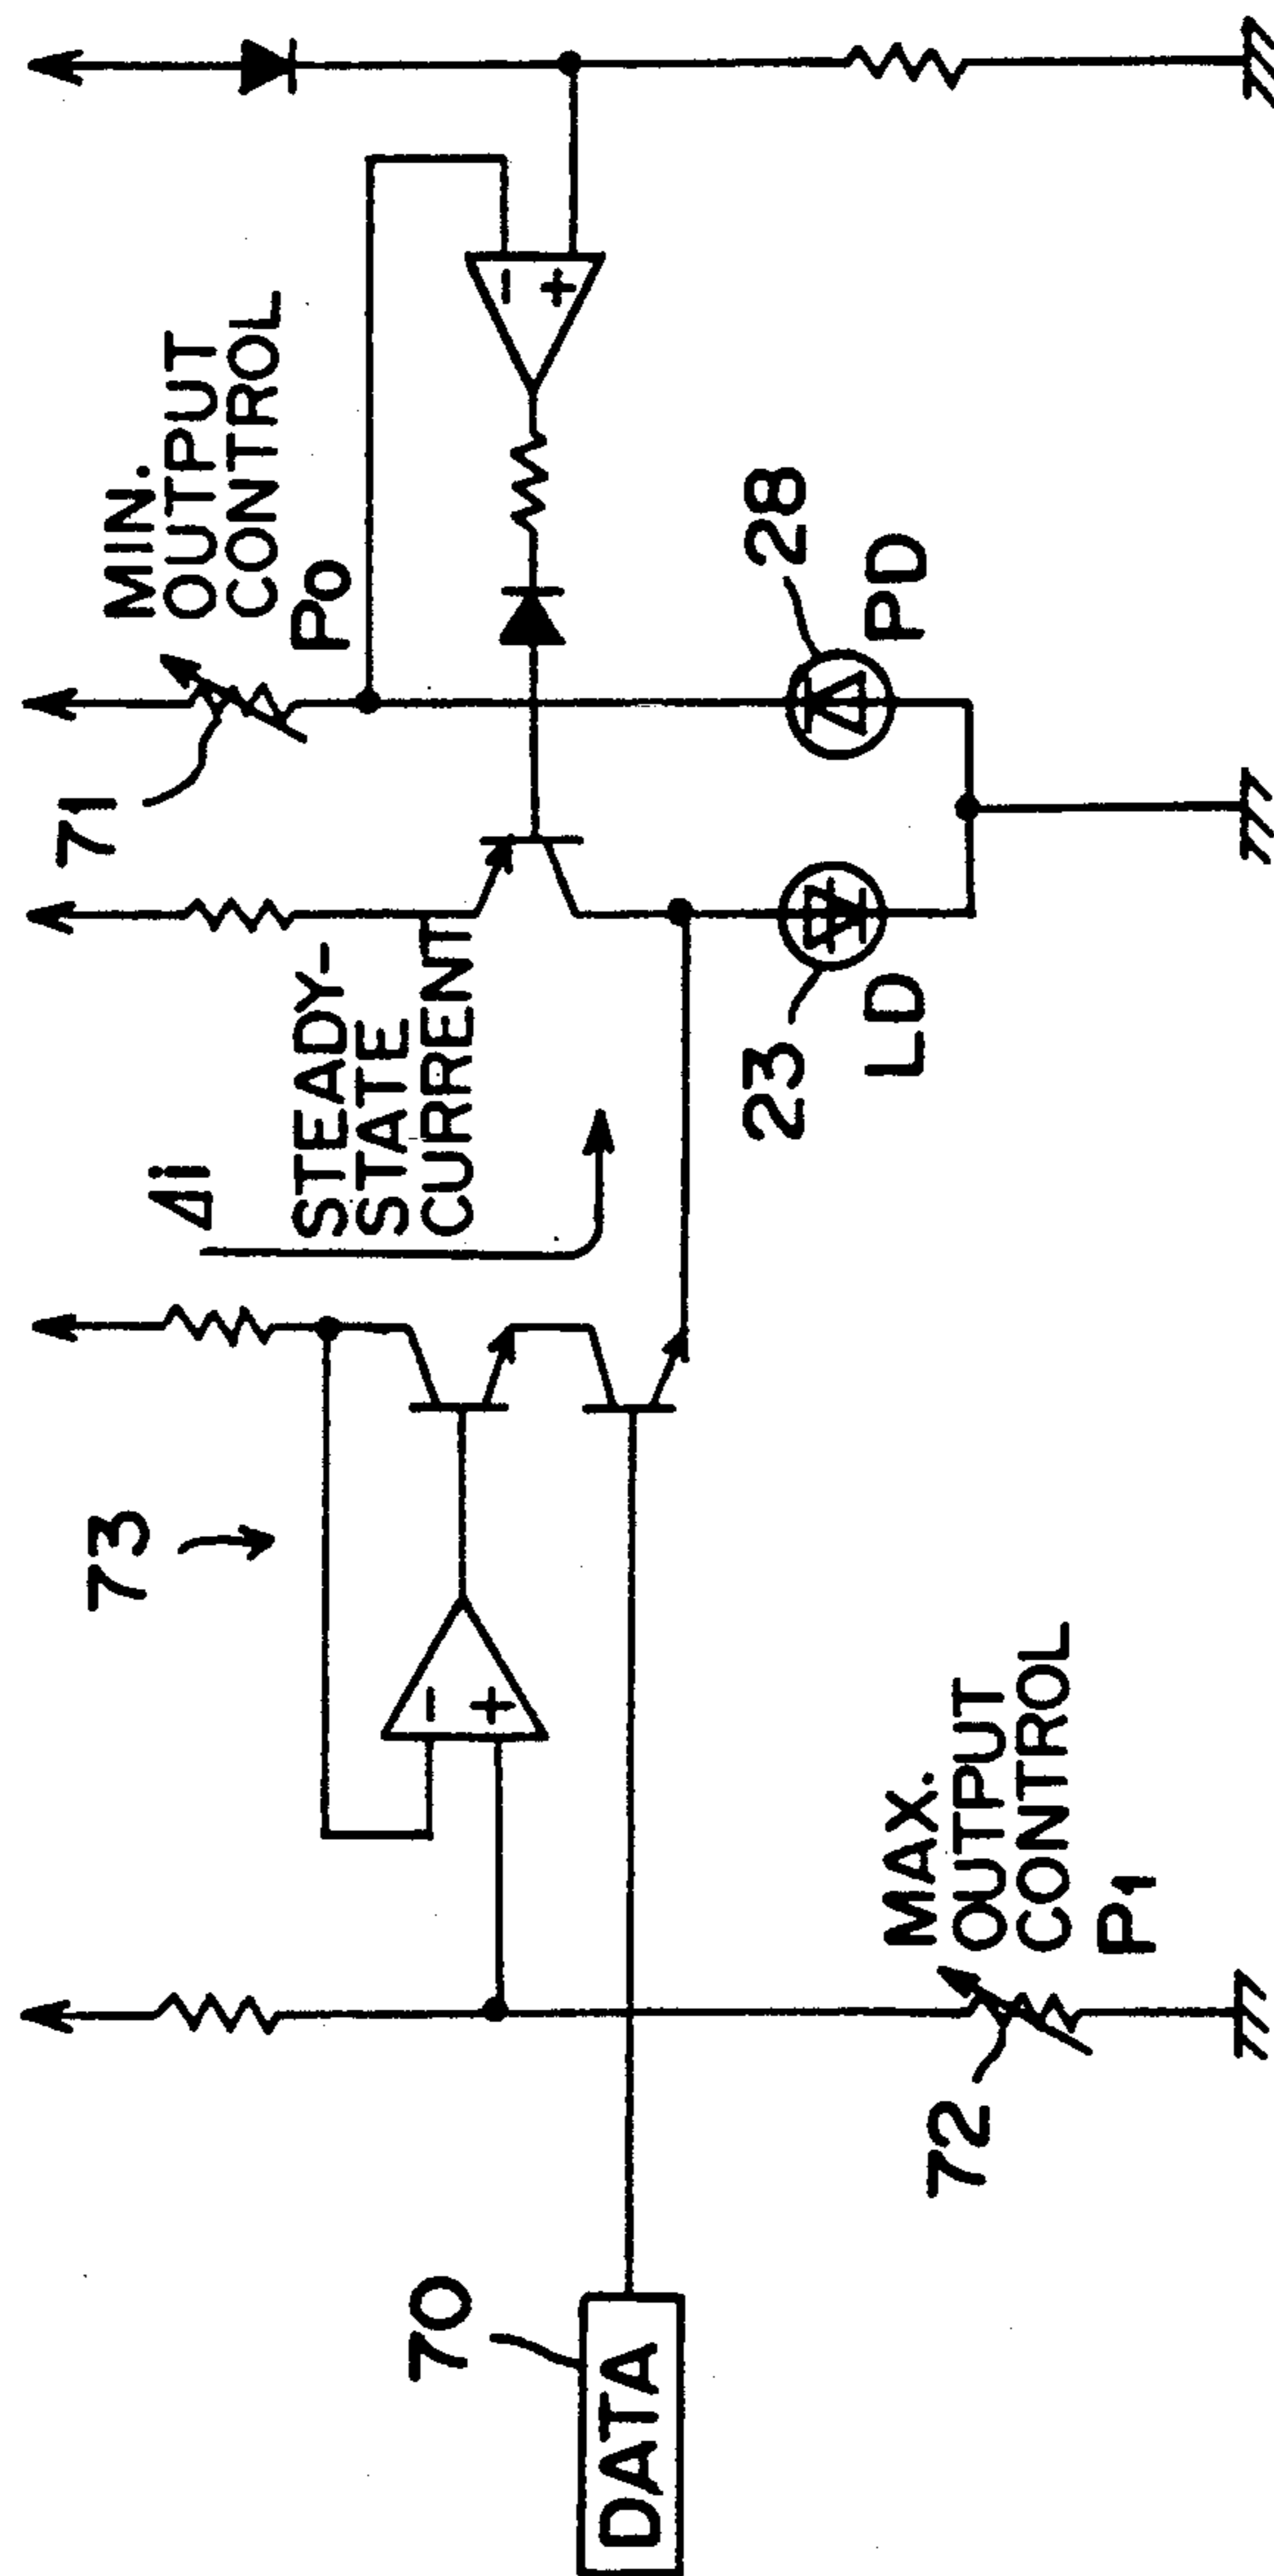 DATA
70
73
Δi
STEADY-
STATE
CURRENT
71
MIN.
OUTPUT
CONTROL
P0
-
+
-
+
72
MAX.
OUTPUT
CONTROL
P1
23
LD
28
PD